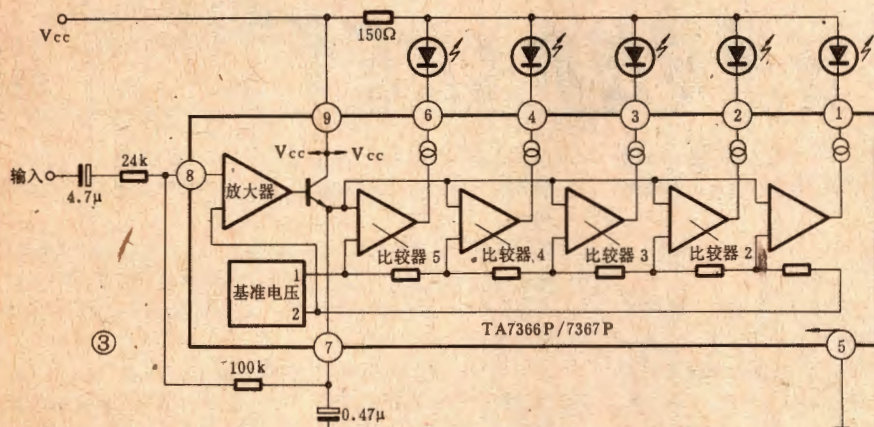 Vcc
150Ω
9
6
4
3
2
1
Vcc
Vcc
输入
4.7μ
24k
8
放大器
比较器 5
比较器 4
比较器 3
比较器 2
基准电压
1
2
TA7366P/7367P
③
7
5
100k
0.47μ